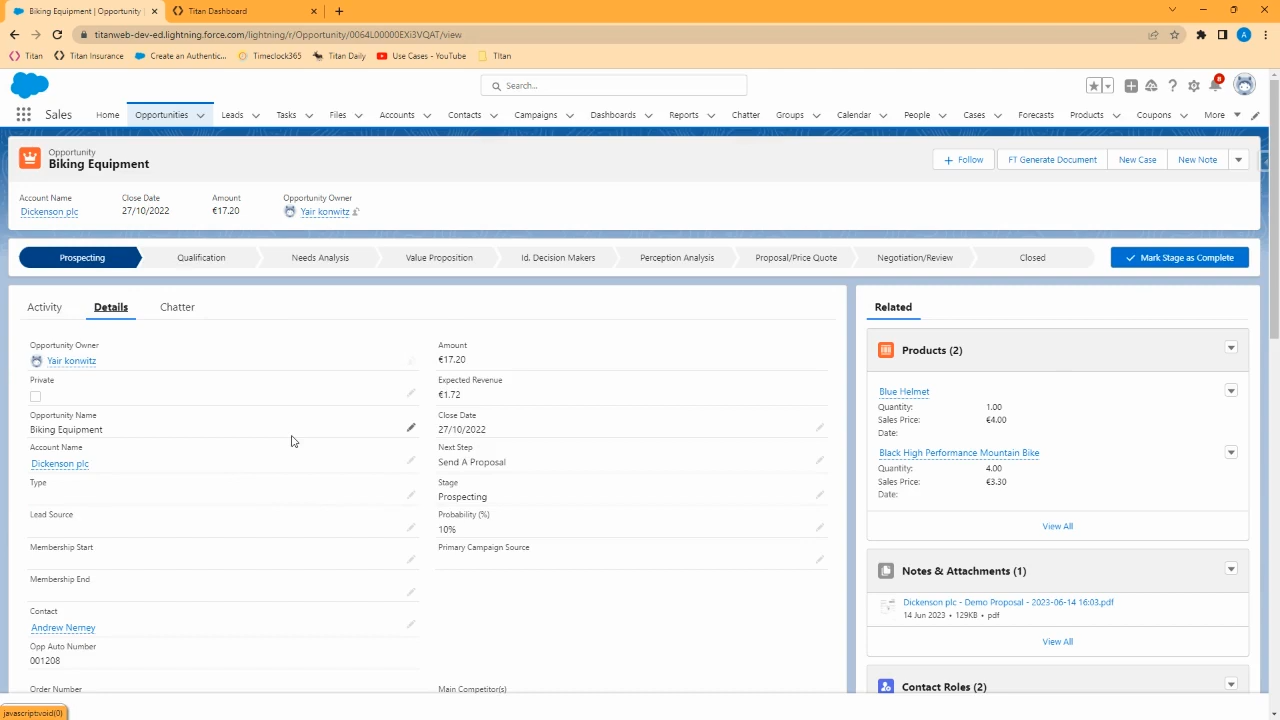 Biking Equipment | Opportunity
Titan Dashboard
titanweb-dev-ed.lightning.force.com/lightning/r/Opportunity/0064L00000EXi3VQAT/view
A
Titan
Titan Insurance
Create an Authentic...
Timeclock365
Titan Daily
Use Cases - YouTube
Titan
Search...
8
Sales
Home
Opportunities
Leads
Tasks
Files
Accounts
Contacts
Campaigns
Dashboards
Reports
Chatter
Groups
Calendar
People
Cases
Forecasts
Products
Coupons
More
Opportunity
Biking Equipment
Follow
FT Generate Document
New Case
New Note
Account Name
Close Date
Amount
Opportunity Owner
Dickenson plc
27/10/2022
€17.20
Yair konwitz
Prospecting
Qualification
Needs Analysis
Value Proposition
Id. Decision Makers
Perception Analysis
Proposal/Price Quote
Negotiation/Review
Closed
Mark Stage as Complete
Activity
Details
Chatter
Opportunity Owner
Yair konwitz
Private
Opportunity Name
Biking Equipment
Account Name
Dickenson plc
Type
Lead Source
Membership Start
Membership End
Contact
Andrew Nerney
Opp Auto Number
001208
Order Number
Amount
€17.20
Expected Revenue
€1.72
Close Date
27/10/2022
Next Step
Send A Proposal
Stage
Prospecting
Probability (%)
10%
Primary Campaign Source
Main Competitor(s)
Related
Products (2)
Blue Helmet
Quantity: 1.00
Sales Price: €4.00
Date:
Black High Performance Mountain Bike
Quantity: 4.00
Sales Price: €3.30
Date:
View All
Notes & Attachments (1)
Dickenson plc - Demo Proposal - 2023-06-14 16:03.pdf
14 Jun 2023 • 129KB • pdf
View All
Contact Roles (2)
javascript:void(0)